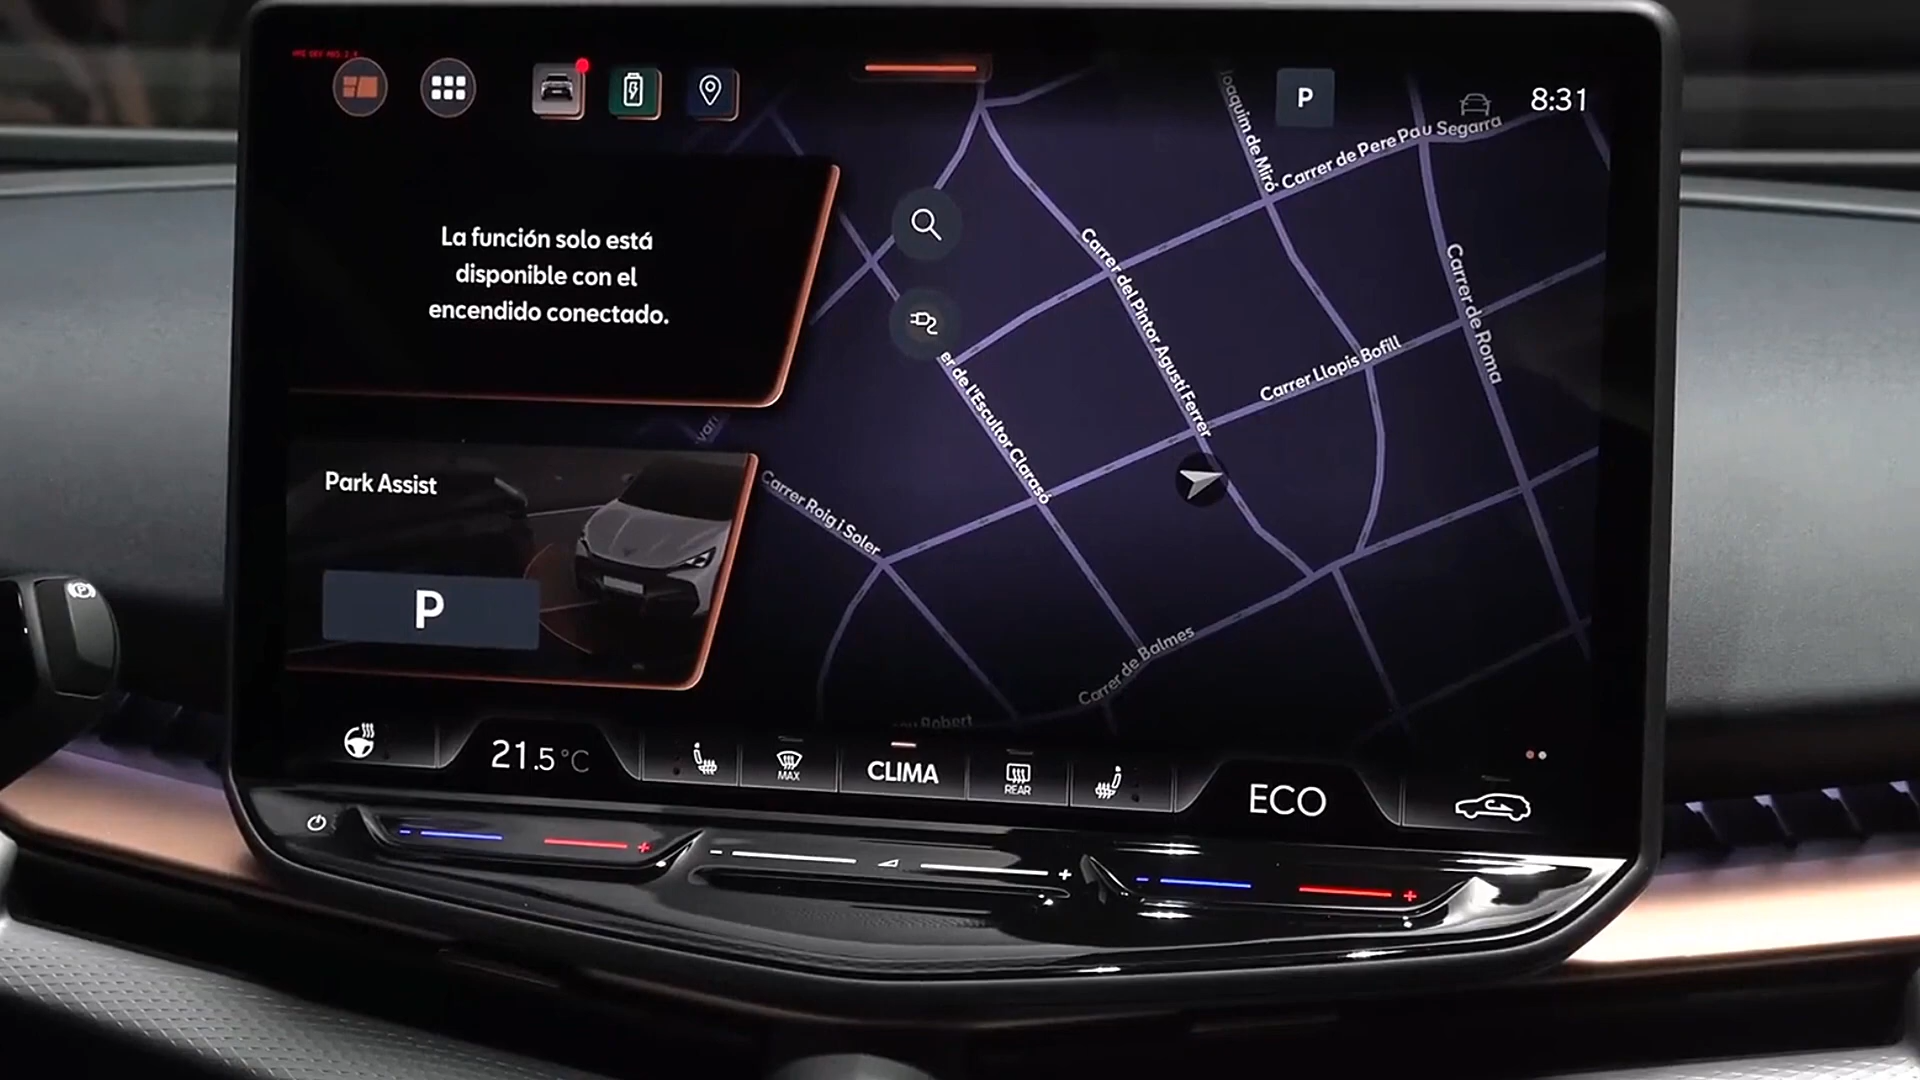 P
8:31
La función solo está
disponible con el
encendido conectado.
Park Assist
P
Joaquim de Miró
Carrer de Pere Pau Segarra
Carrer del Pintor Agustí Ferrer
Carrer de Roma
Carrer Llopis Bofill
er de l'Escultor Clarasó
Carrer Roig i Soler
Carrer de Balmes
Robert
21.5°C
MAX
CLIMA
REAR
ECO
- +
- +
- +